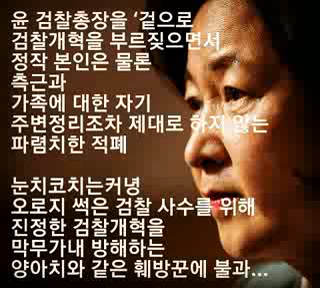 윤 검찰총장을 ‘겉으로
검찰개혁을 부르짖으면서
정작 본인은 물론
측근과
가족에 대한 자기
주변정리조차 제대로 하지 않는
파렴치한 적폐
눈치코치는커녕
오로지 썩은 검찰 사수를 위해
진정한 검찰개혁을
막무가내 방해하는
양아치와 같은 훼방꾼에 불과...